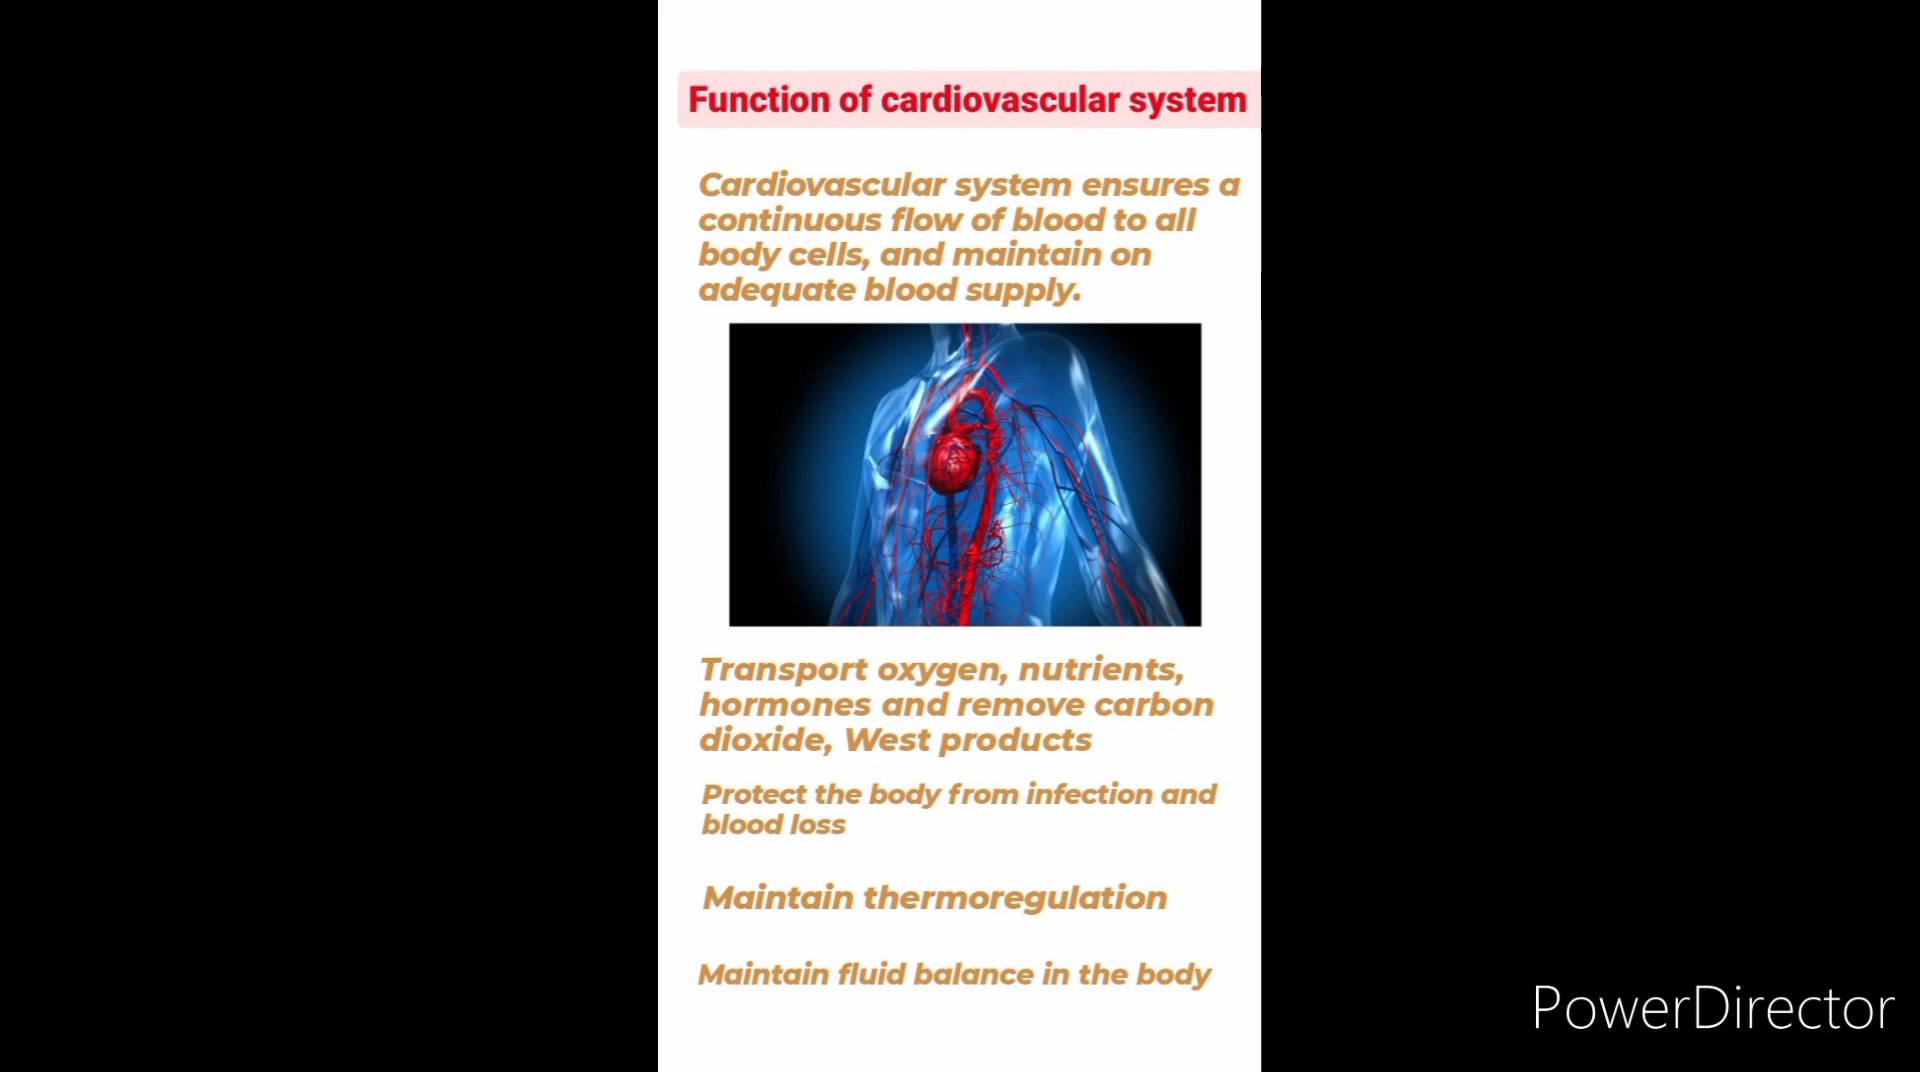 Function of cardiovascular system
Cardiovascular system ensures a
continuous flow of blood to all
body cells, and maintain on
adequate blood supply.
Transport oxygen, nutrients,
hormones and remove carbon
dioxide, West products
Protect the body from infection and
blood loss
Maintain thermoregulation
Maintain fluid balance in the body
PowerDirector